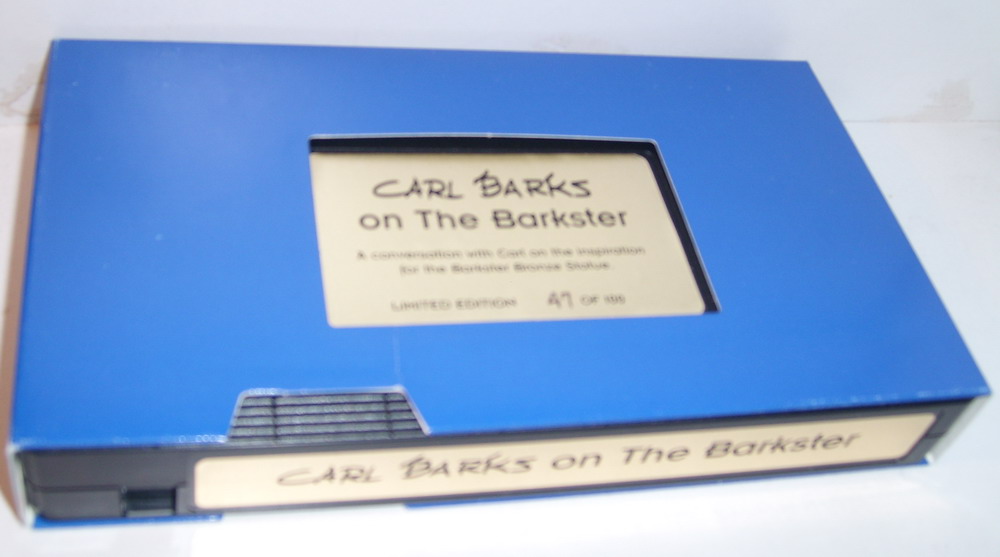 CARL BARKS
on The Barkster
A conversation with Carl on the inspiration
for the Barkster Bronze Statue
LIMITED EDITION 47 OF 100
CARL BARKS on The Barkster